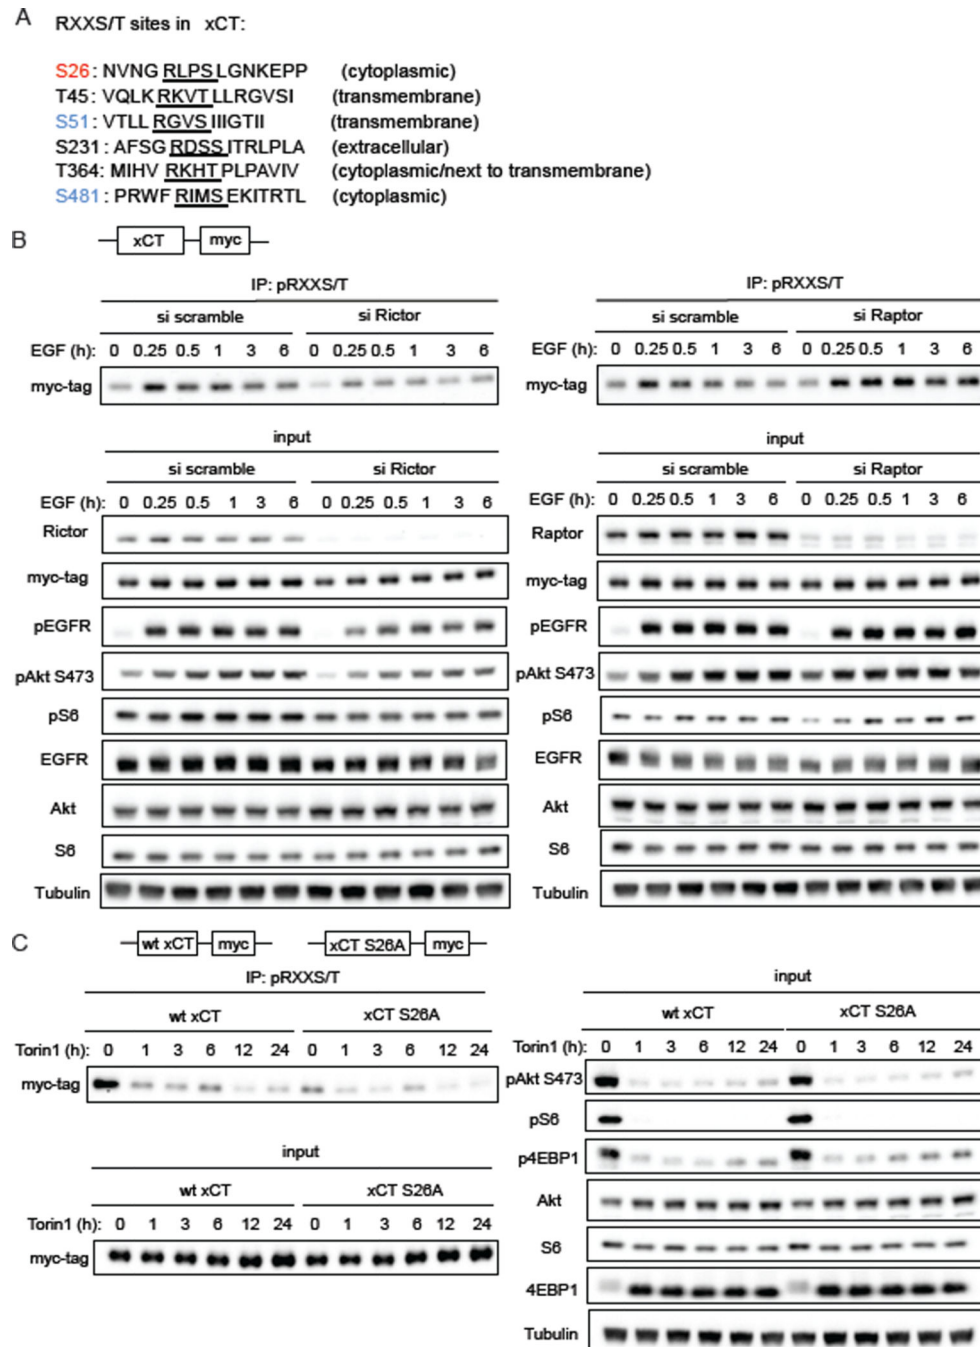 A
RXXS/T sites in xCT:
S26: NVNG RLPSLGNKEPP (cytoplasmic)
T45: VQLK RKVT LLRGVSI (transmembrane)
S51: VTLL RGVS IIIGTII (transmembrane)
S231: AFSG RDSS ITRLPLA (extracellular)
T364: MIHV RKHT PLPAVIV (cytoplasmic/next to transmembrane)
S481: PRWF RIMS EKITRTL (cytoplasmic)
B
xCT myc
IP: pRXXS/T
si scramble si Rictor
EGF (h): 0 0.25 0.5 1 3 6 0 0.25 0.5 1 3 6
myc-tag
input
si scramble si Rictor
EGF (h): 0 0.25 0.5 1 3 6 0 0.25 0.5 1 3 6
Rictor
myc-tag
pEGFR
pAkt S473
pS6
EGFR
Akt
S6
Tubulin
IP: pRXXS/T
si scramble si Raptor
EGF (h): 0 0.25 0.5 1 3 6 0 0.25 0.5 1 3 6
myc-tag
input
si scramble si Raptor
EGF (h): 0 0.25 0.5 1 3 6 0 0.25 0.5 1 3 6
Raptor
myc-tag
pEGFR
pAkt S473
pS6
EGFR
Akt
S6
Tubulin
C
wt xCT myc xCT S26A myc
IP: pRXXS/T
wt xCT xCT S26A
Torin1 (h): 0 1 3 6 12 24 0 1 3 6 12 24
myc-tag
input
wt xCT xCT S26A
Torin1 (h): 0 1 3 6 12 24 0 1 3 6 12 24
myc-tag
input
wt xCT xCT S26A
Torin1 (h): 0 1 3 6 12 24 0 1 3 6 12 24
pAkt S473
pS6
p4EBP1
Akt
S6
4EBP1
Tubulin